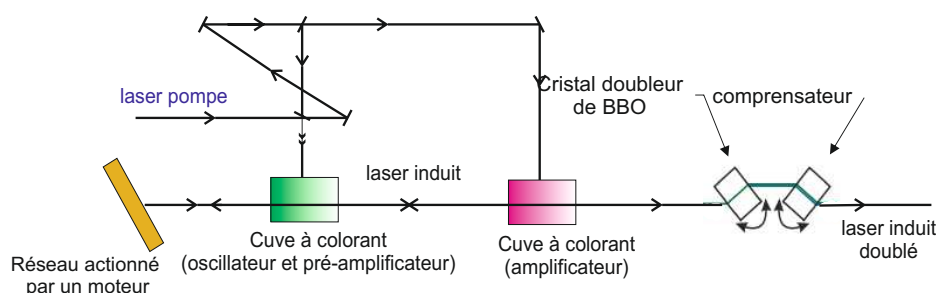 laser pompe
Cristal doubleur
de BBO
comprensateur
laser induit
Cuve à colorant
(oscillateur et pré-amplificateur)
Cuve à colorant
(amplificateur)
laser induit
doublé
Réseau actionné
par un moteur